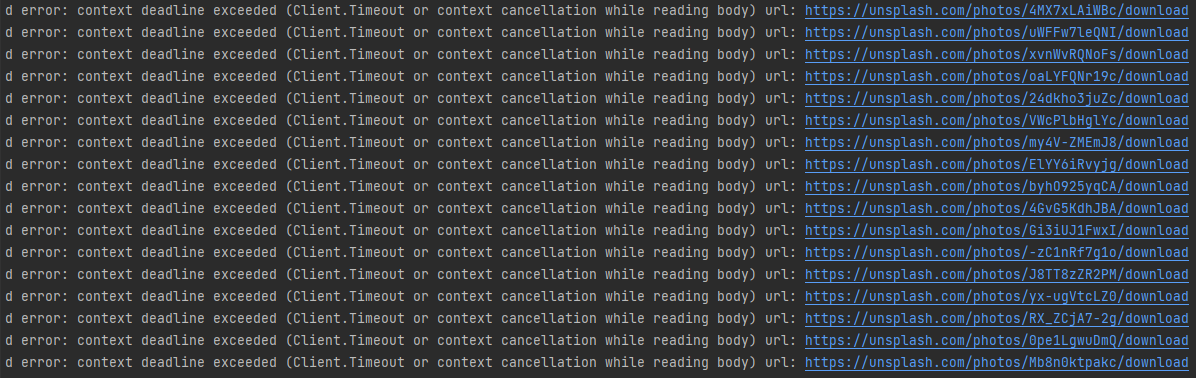 d error: context deadline exceeded (Client.Timeout or context cancellation while reading body) url: https://unsplash.com/photos/4MX7xLAiWBc/download
d error: context deadline exceeded (Client.Timeout or context cancellation while reading body) url: https://unsplash.com/photos/uWFFw7leQNI/download
d error: context deadline exceeded (Client.Timeout or context cancellation while reading body) url: https://unsplash.com/photos/xvnWvRQNoFs/download
d error: context deadline exceeded (Client.Timeout or context cancellation while reading body) url: https://unsplash.com/photos/oaLYFQNr19c/download
d error: context deadline exceeded (Client.Timeout or context cancellation while reading body) url: https://unsplash.com/photos/24dkho3juZc/download
d error: context deadline exceeded (Client.Timeout or context cancellation while reading body) url: https://unsplash.com/photos/VWcPlbHglYc/download
d error: context deadline exceeded (Client.Timeout or context cancellation while reading body) url: https://unsplash.com/photos/my4V-ZMEmJ8/download
d error: context deadline exceeded (Client.Timeout or context cancellation while reading body) url: https://unsplash.com/photos/ElYY6iRvyjg/download
d error: context deadline exceeded (Client.Timeout or context cancellation while reading body) url: https://unsplash.com/photos/byhO925yqCA/download
d error: context deadline exceeded (Client.Timeout or context cancellation while reading body) url: https://unsplash.com/photos/4GvG5KdhJBA/download
d error: context deadline exceeded (Client.Timeout or context cancellation while reading body) url: https://unsplash.com/photos/Gi3iUJ1FwxI/download
d error: context deadline exceeded (Client.Timeout or context cancellation while reading body) url: https://unsplash.com/photos/-zC1nRf7g1o/download
d error: context deadline exceeded (Client.Timeout or context cancellation while reading body) url: https://unsplash.com/photos/J8TT8zZR2PM/download
d error: context deadline exceeded (Client.Timeout or context cancellation while reading body) url: https://unsplash.com/photos/yx-ugVtcLZ0/download
d error: context deadline exceeded (Client.Timeout or context cancellation while reading body) url: https://unsplash.com/photos/RX_ZCjA7-2g/download
d error: context deadline exceeded (Client.Timeout or context cancellation while reading body) url: https://unsplash.com/photos/0pe1LgwuDmQ/download
d error: context deadline exceeded (Client.Timeout or context cancellation while reading body) url: https://unsplash.com/photos/Mb8n0ktpakc/download